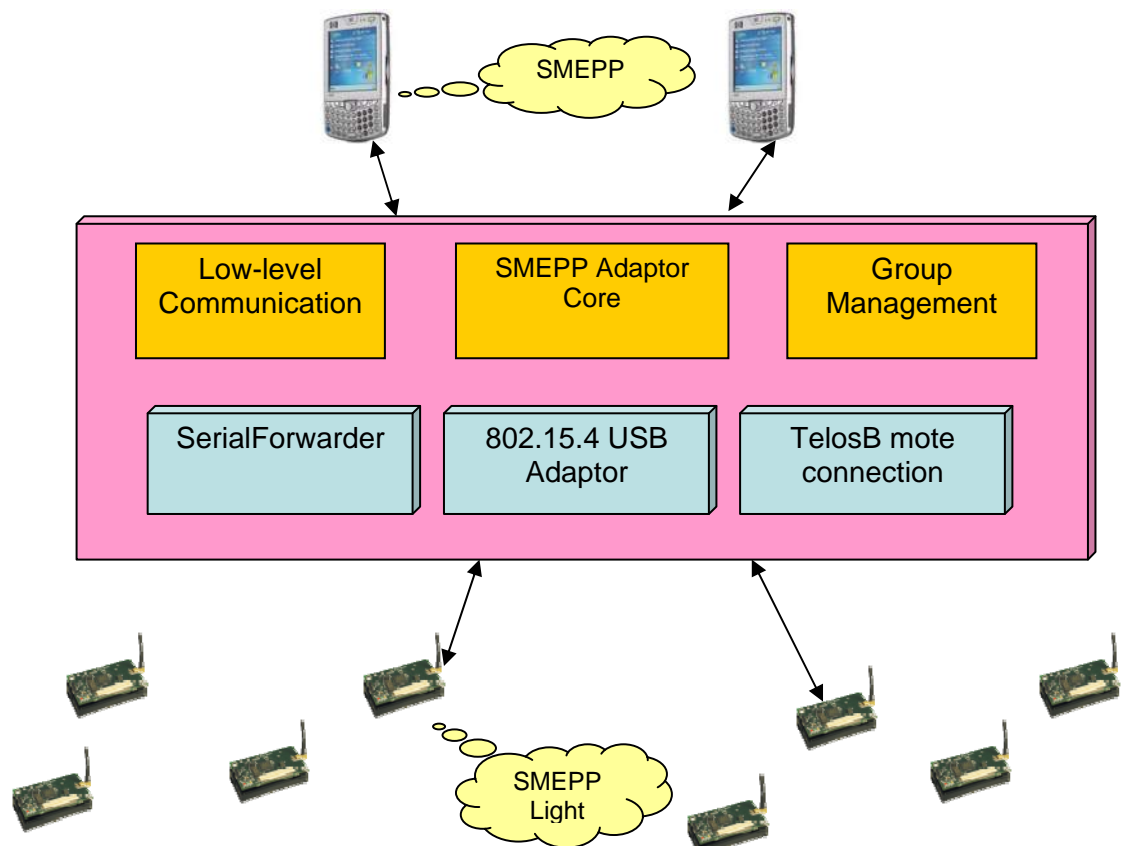 SMEPP
Low-level
Communication
SMEPP Adaptor
Core
Group
Management
SerialForwarder
802.15.4 USB
Adaptor
TelosB mote
connection
SMEPP
Light